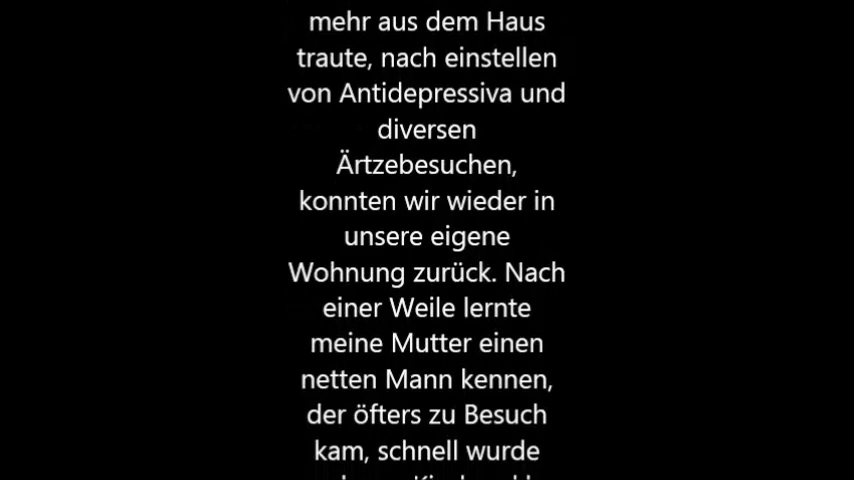 mehr aus dem Haus
traute, nach einstellen
von Antidepressiva und
diversen
Ärtzebesuchen,
konnten wir wieder in
unsere eigene
Wohnung zurück. Nach
einer Weile lernte
meine Mutter einen
netten Mann kennen,
der öfters zu Besuch
kam, schnell wurde